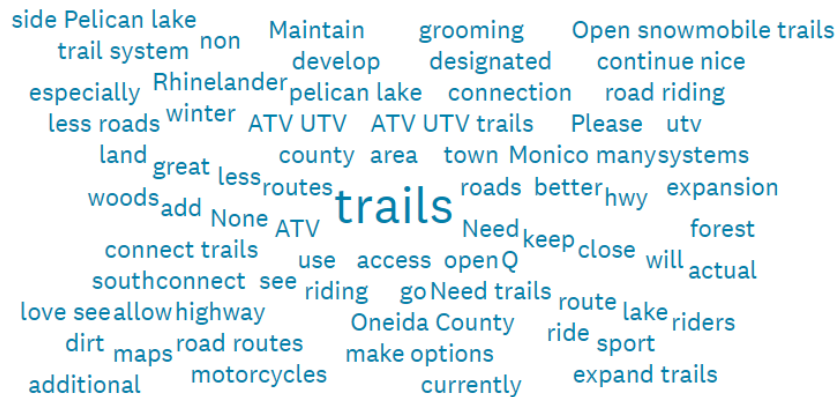 side Pelican lake non Maintain grooming Open snowmobile trails
trail system develop designated continue nice
especially Rhinelander pelican lake connection road riding
less roads winter ATV UTV ATV UTV trails Please utv
land great less county area town Monico many systems
woods add None routes trails roads better hwy expansion
ATV Need keep close forest
connect trails use access open Q will actual
southconnect see riding go Need trails route lake riders
love see allow highway Oneida County ride sport
dirt maps road routes make options
additional motorcycles currently expand trails